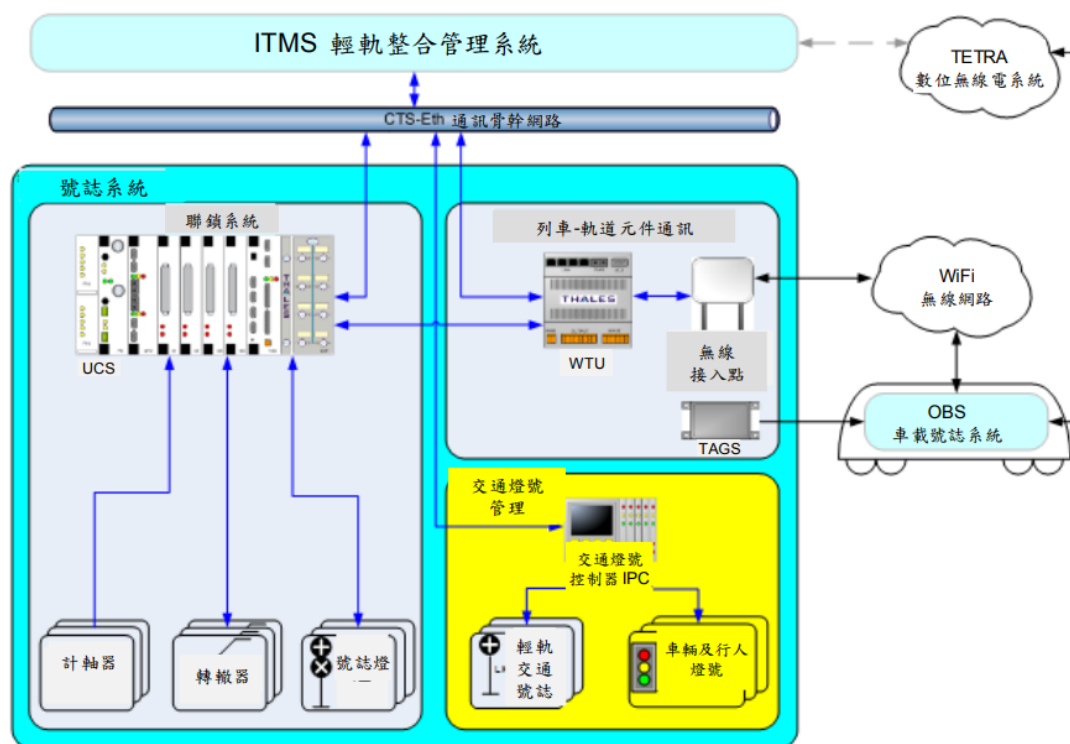 ITMS 輕軌整合管理系統
TETRA
數位無線電系統
CTS-Eth 通訊骨幹網路
號誌系統
聯鎖系統
THALES
UCS
列車-軌道元件通訊
THALES
WTU
無線
接入點
TAGS
WiFi
無線網路
OBS
車載號誌系統
交通燈號
管理
交通燈號
控制器IPC
計軸器
轉轍器
號誌燈
輕軌
交通
號誌
車輛及行人
燈號